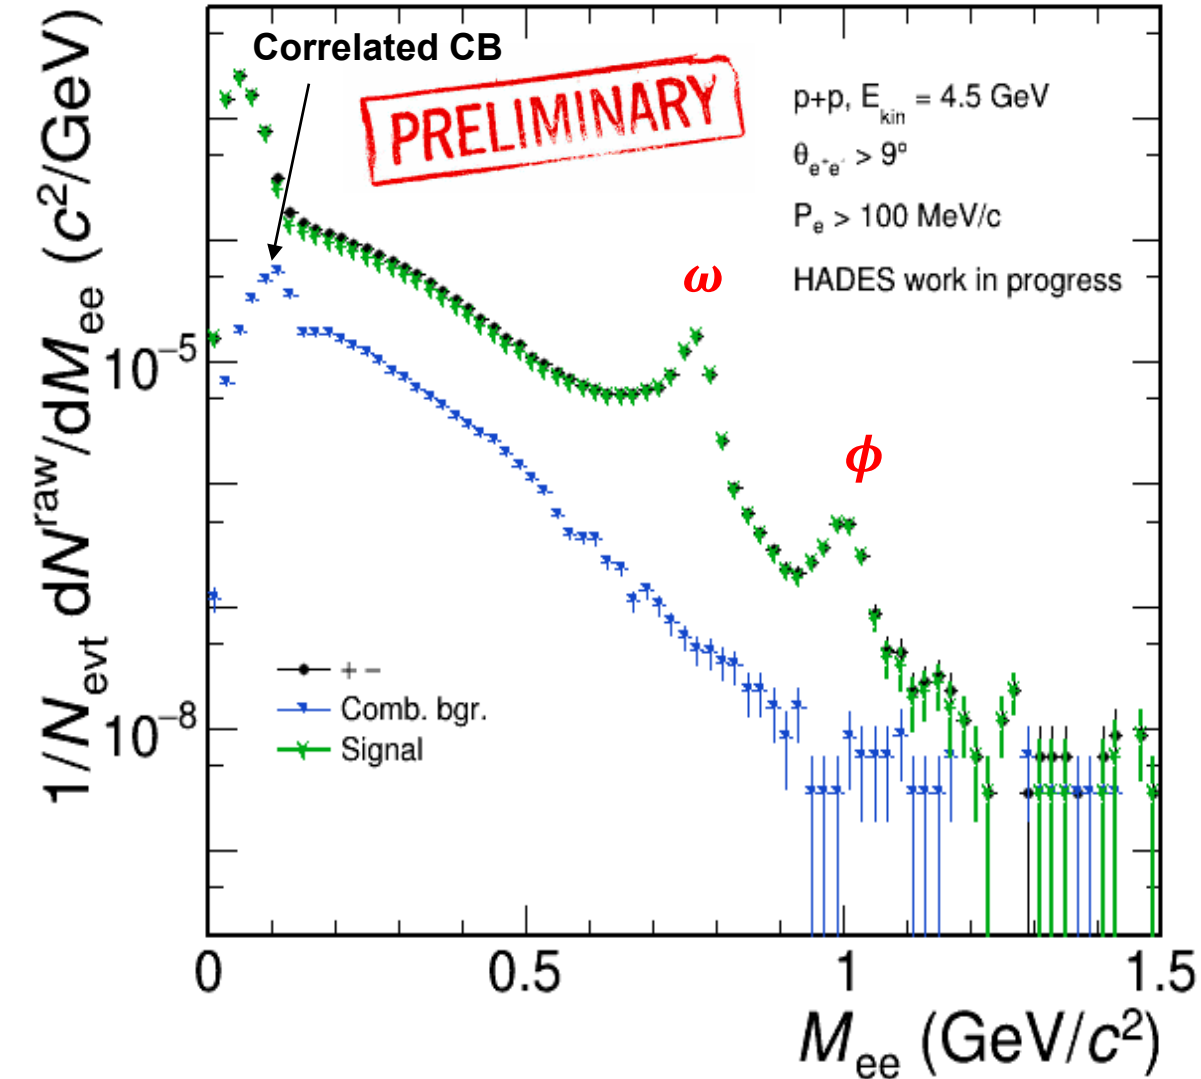 Correlated CB
PRELIMINARY
p+p, E_kin = 4.5 GeV
θ_e⁺e⁻ > 9°
P_e > 100 MeV/c
HADES work in progress
ω
ϕ
10⁻⁵
10⁻⁸
+ −
Comb. bgr.
Signal
0 0.5 1 1.5
M_ee (GeV/c²)
1/N_evt dN^raw/dM_ee (c²/GeV)